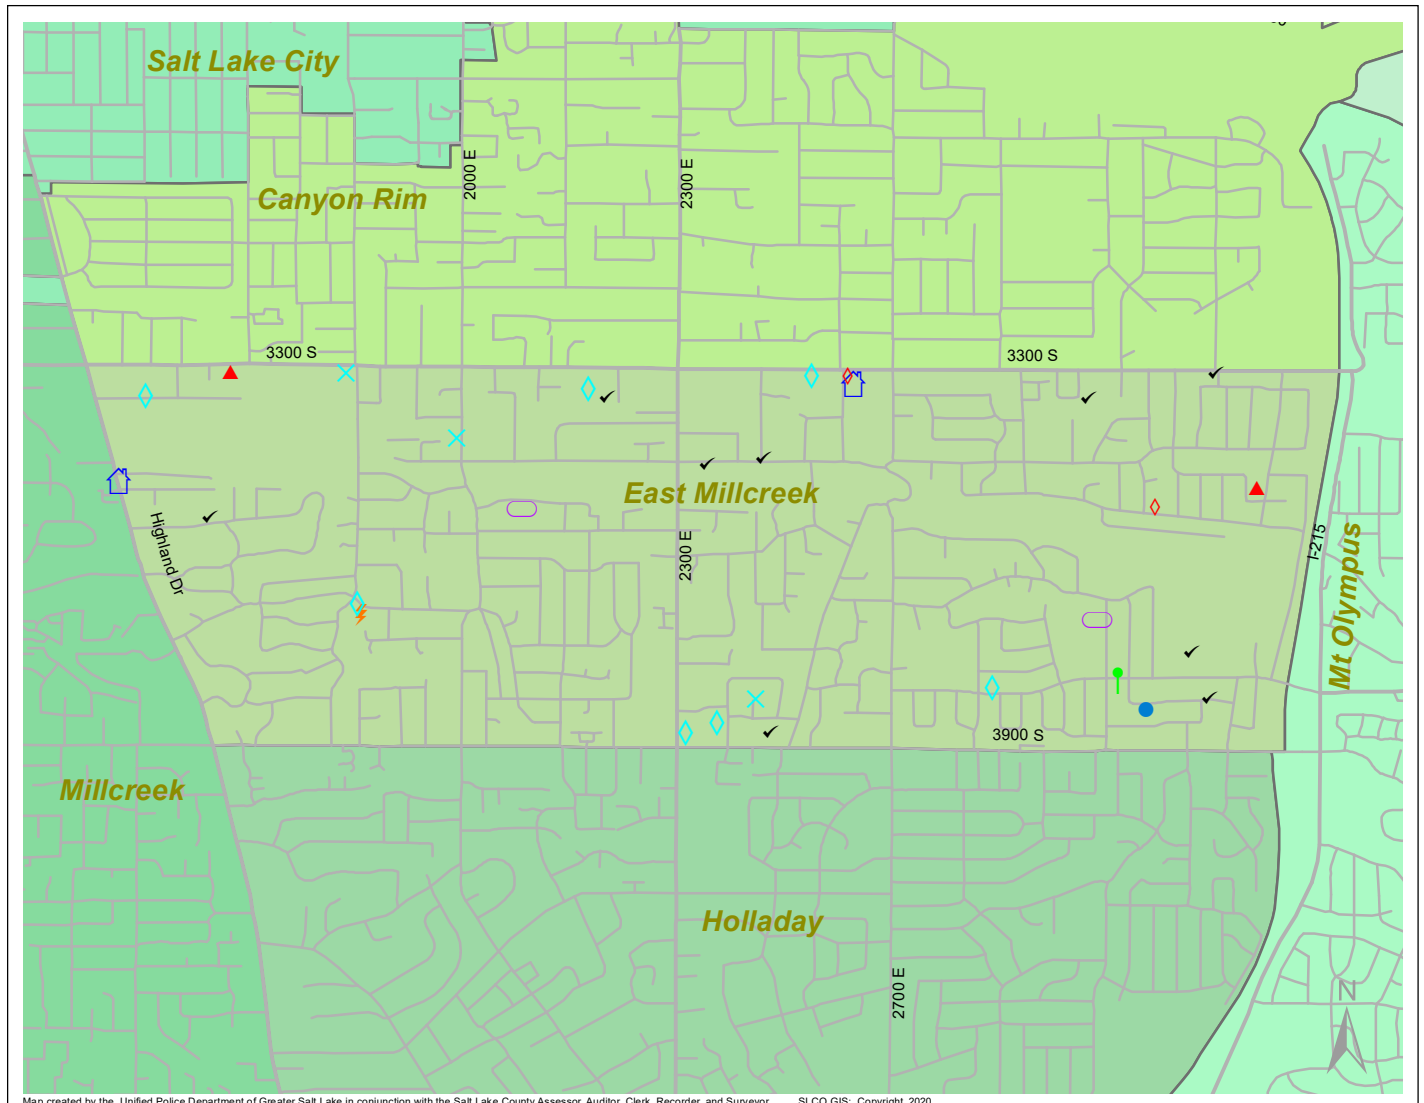 Salt Lake City
Canyon Rim
2000 E
2300 E
3300 S
3300 S
East Millcreek
Highland Dr
2300 E
I-215
Mt Olympus
3900 S
Millcreek
Holladay
2700 E
N
Map created by the Unified Police Department of Greater Salt Lake in conjunction with the Salt Lake County Assessor, Auditor, Clerk, Recorder, and Surveyor. SLCO GIS: Copyright, 2020